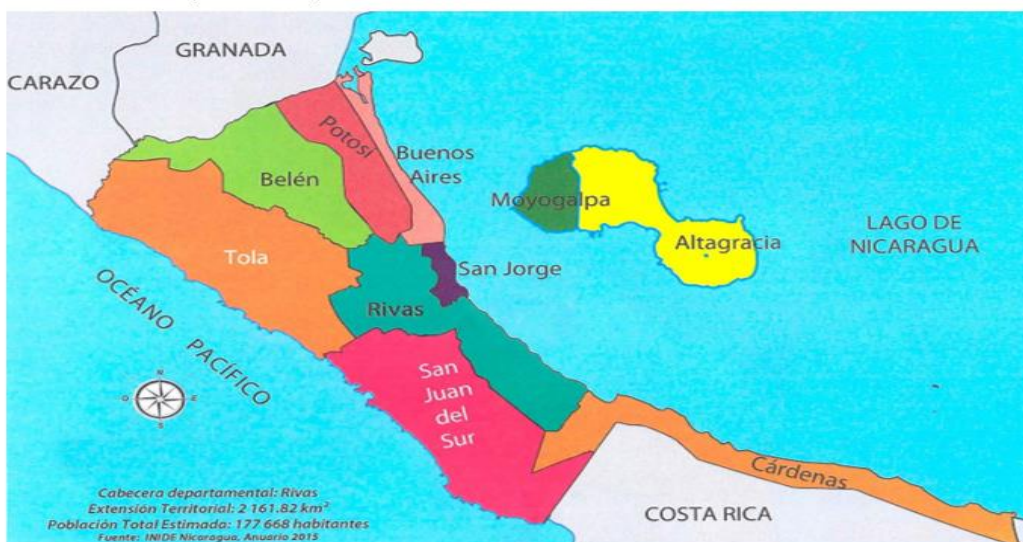 GRANADA
CARAZO
Potosí
Buenos
Aires
Belén
Moyogalpa
Altagracia
LAGO DE
NICARAGUA
Tola
San Jorge
Rivas
OCÉANO PACÍFICO
San
Juan
del
Sur
N
E
S
Cárdenas
COSTA RICA
Cabecera departamental: Rivas
Extensión Territorial: 2 161.82 km²
Población Total Estimada: 177 668 habitantes
Fuente: INIDE Nicaragua, Anuario 2015